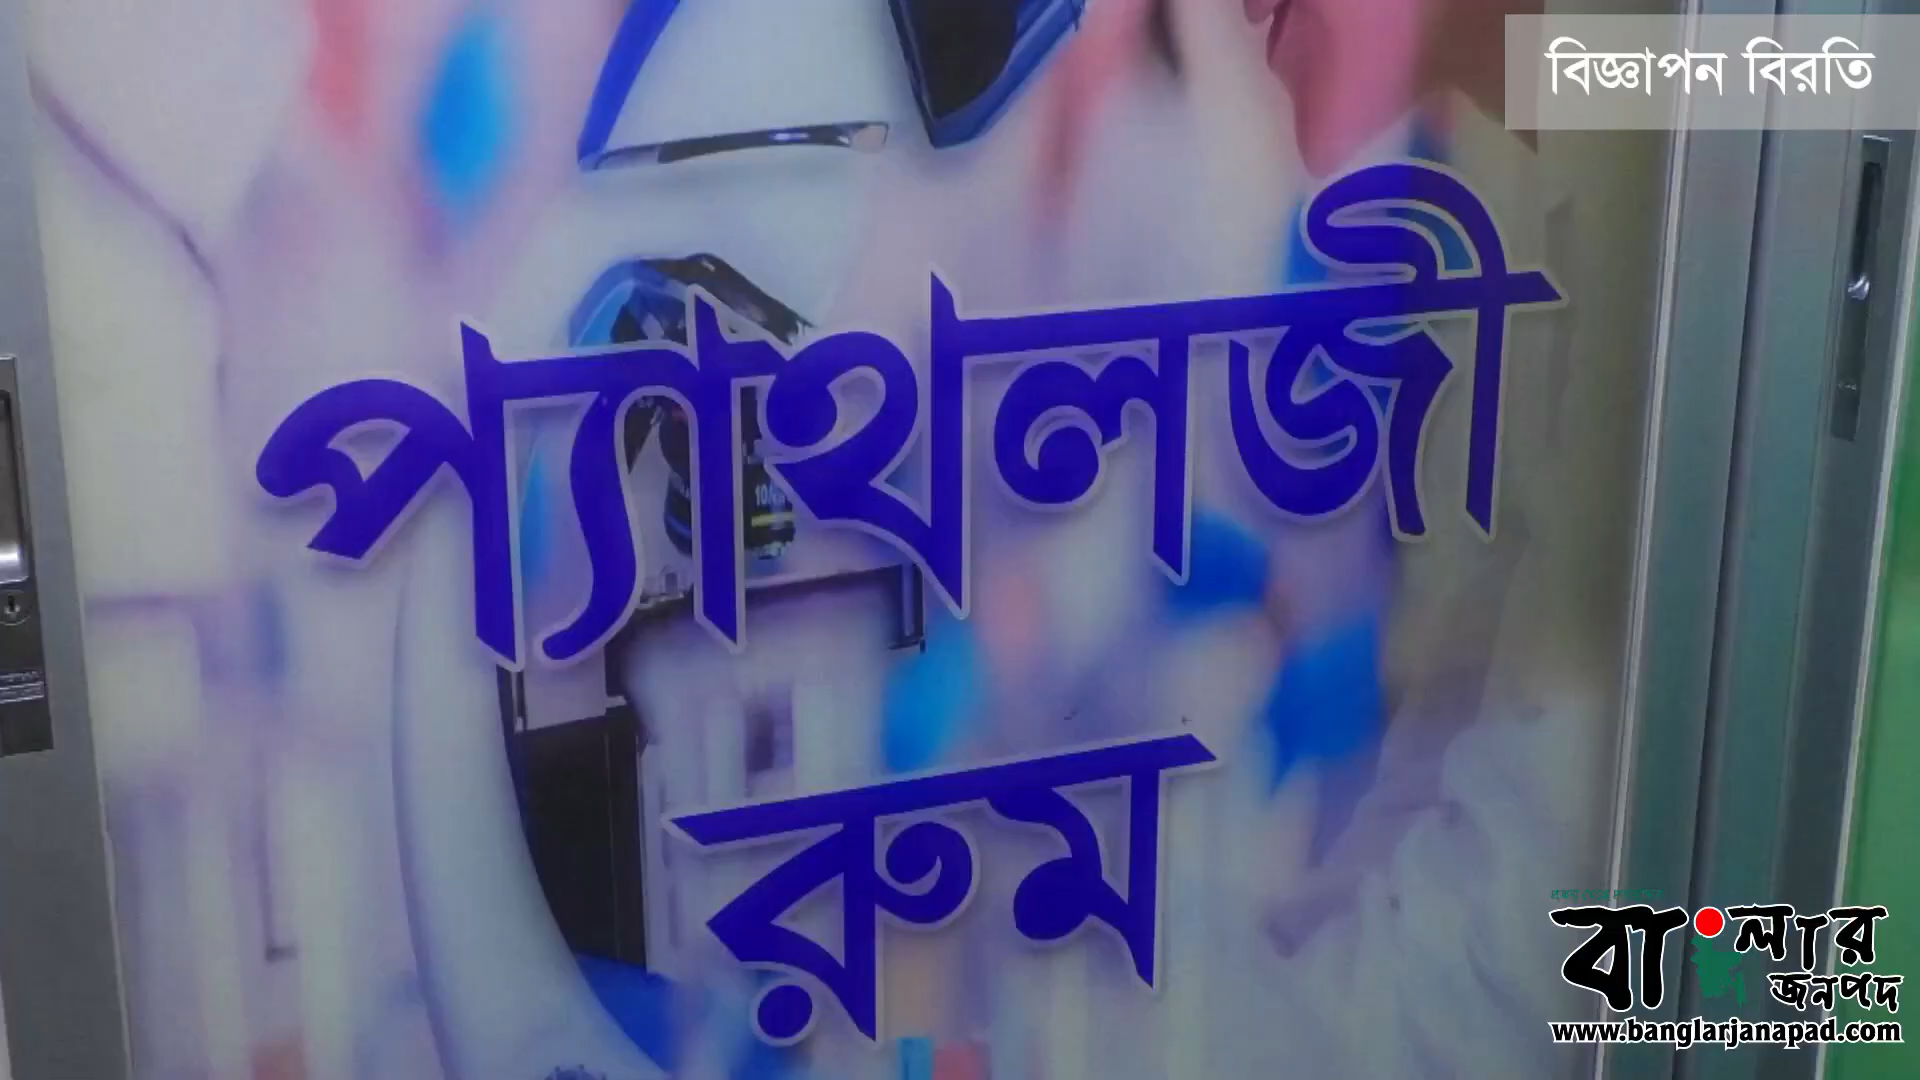 বিজ্ঞাপন বিরতি
প্যাথলজী
রুম
বাংলার
জনপদ
www.banglarjanapad.com